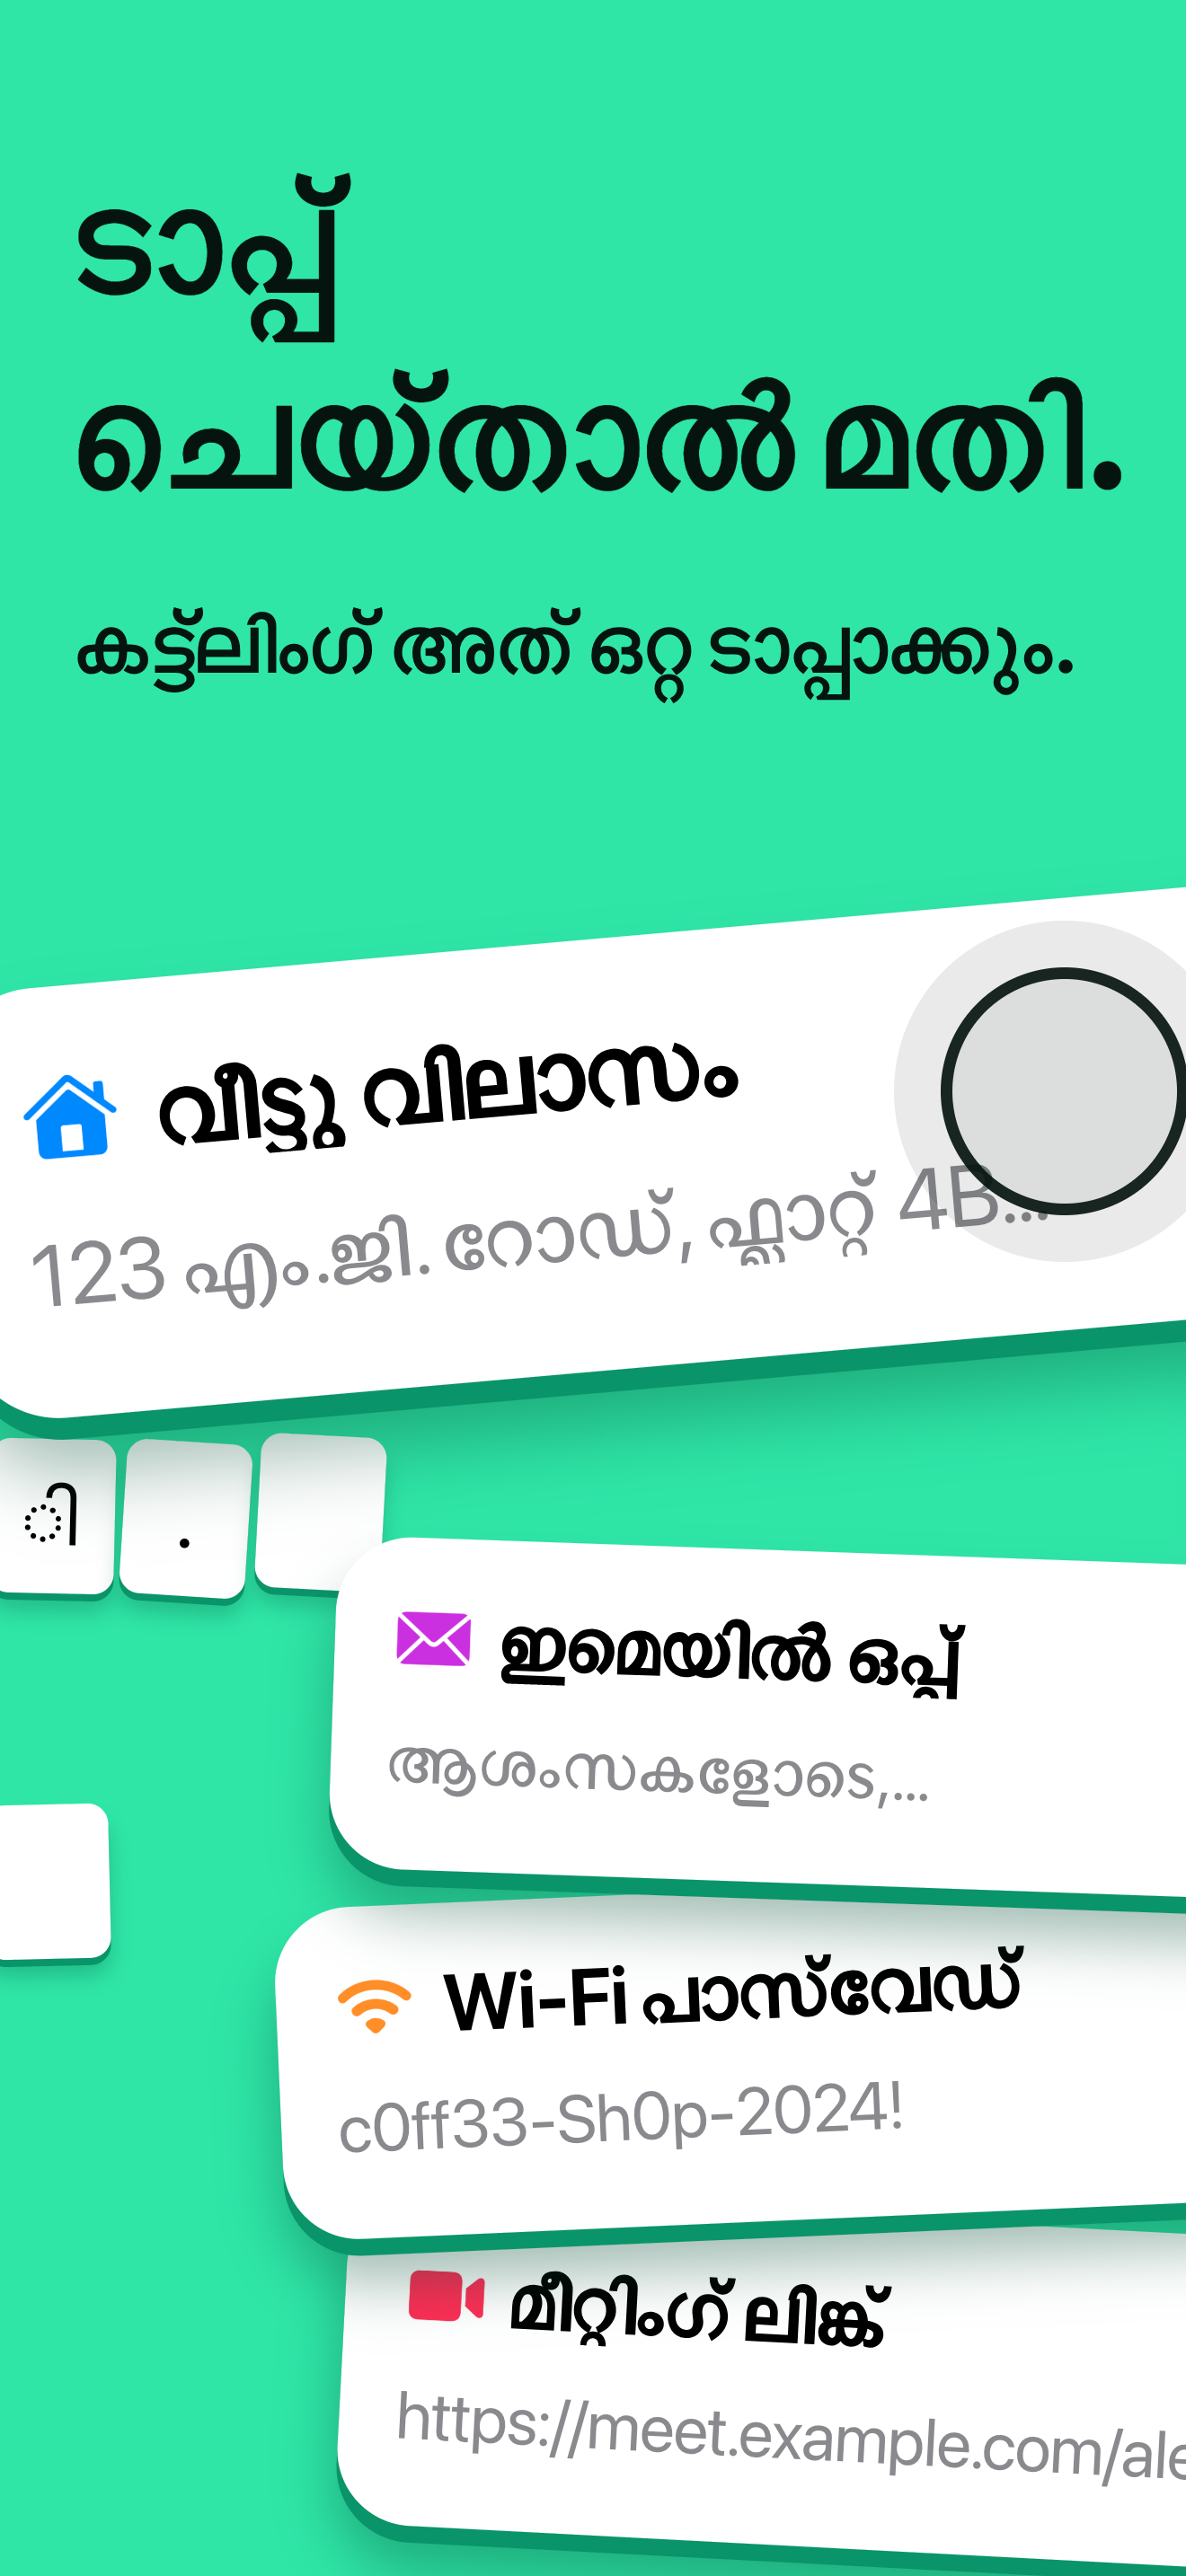 ടാപ്പ്
ചെയ്താൽ മതി.
കട്ട്ലിംഗ് അത് ഒറ്റ ടാപ്പാക്കും.
വീട്ടു വിലാസം
123 എം.ജി. റോഡ്, ഫ്ലാറ്റ് 4B...
ി
.
ഇമെയിൽ ഒപ്പ്
ആശംസകളോടെ,...
Wi-Fi പാസ്‌വേഡ്
c0ff33-Sh0p-2024!
മീറ്റിംഗ് ലിങ്ക്
https://meet.example.com/ale